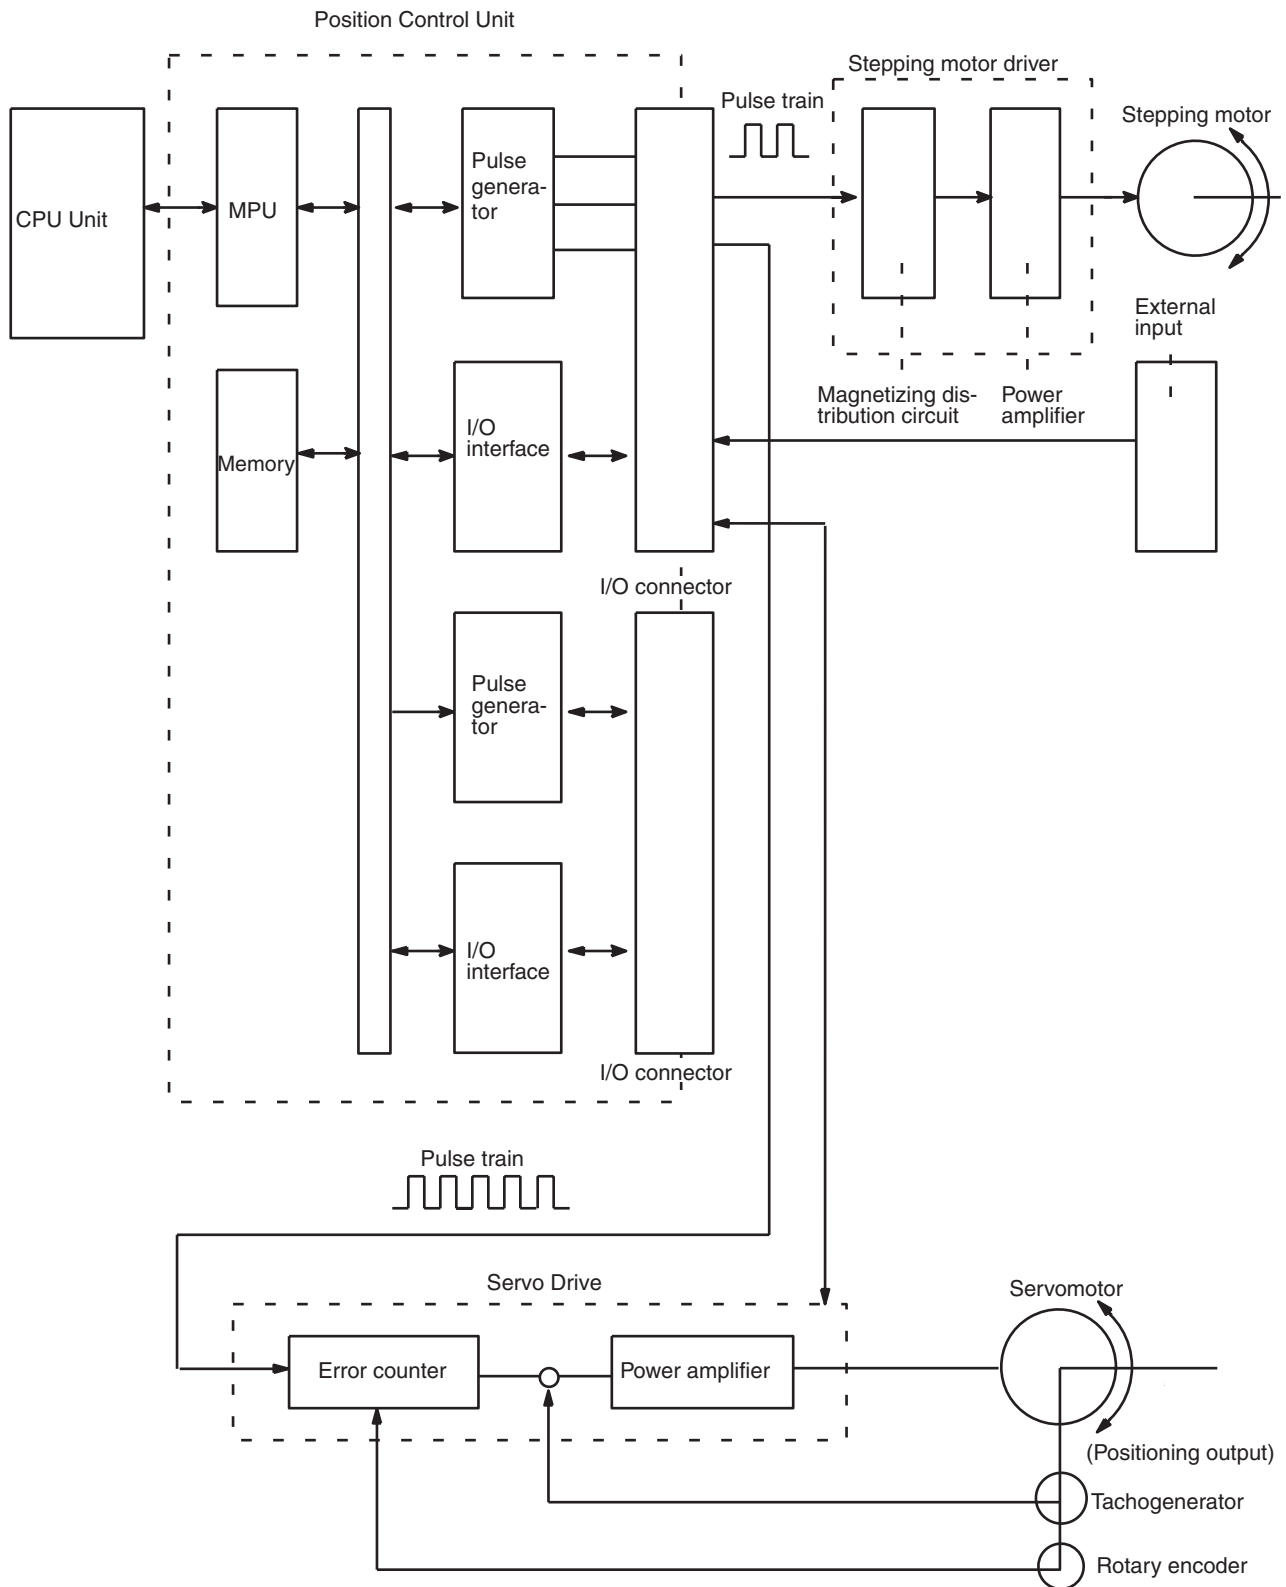 Position Control Unit
Stepping motor driver
Pulse train
Stepping motor
CPU Unit
MPU
Pulse
genera-
tor
External
input
Magnetizing dis-
tribution circuit
Power
amplifier
Memory
I/O
interface
I/O connector
Pulse
genera-
tor
I/O
interface
I/O connector
Pulse train
Servo Drive
Servomotor
Error counter
Power amplifier
(Positioning output)
Tachogenerator
Rotary encoder